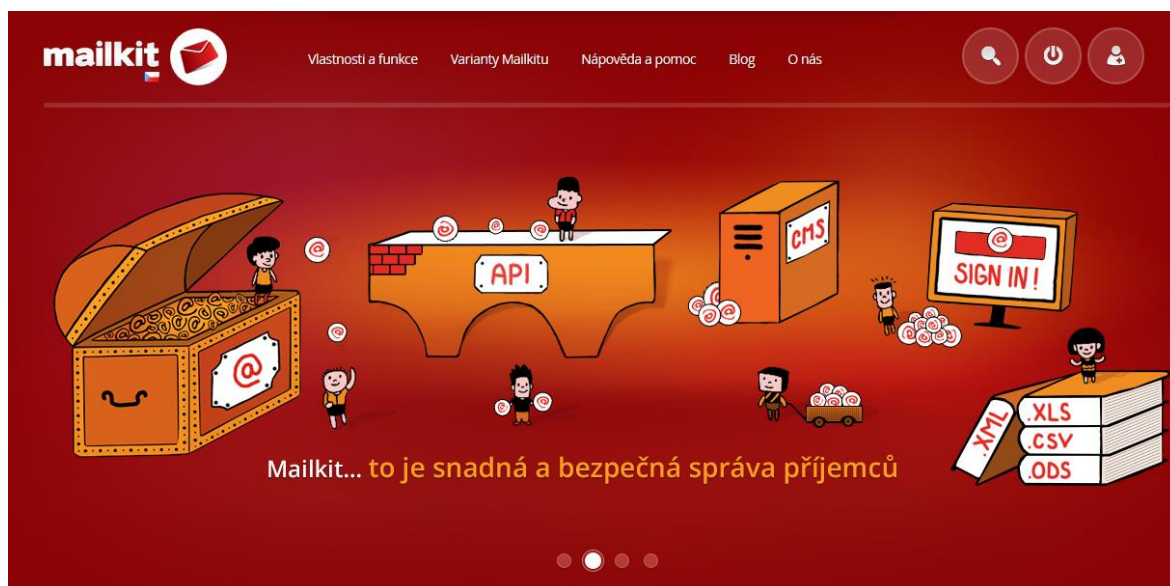 mailkit
Vlastnosti a funkce
Varianty Mailkitu
Nápověda a pomoc
Blog
O nás
@
@
@ @ @
API
CMS
@
SIGN IN !
@
@
.XML
.XLS
.CSV
.ODS
Mailkit... to je snadná a bezpečná správa příjemců